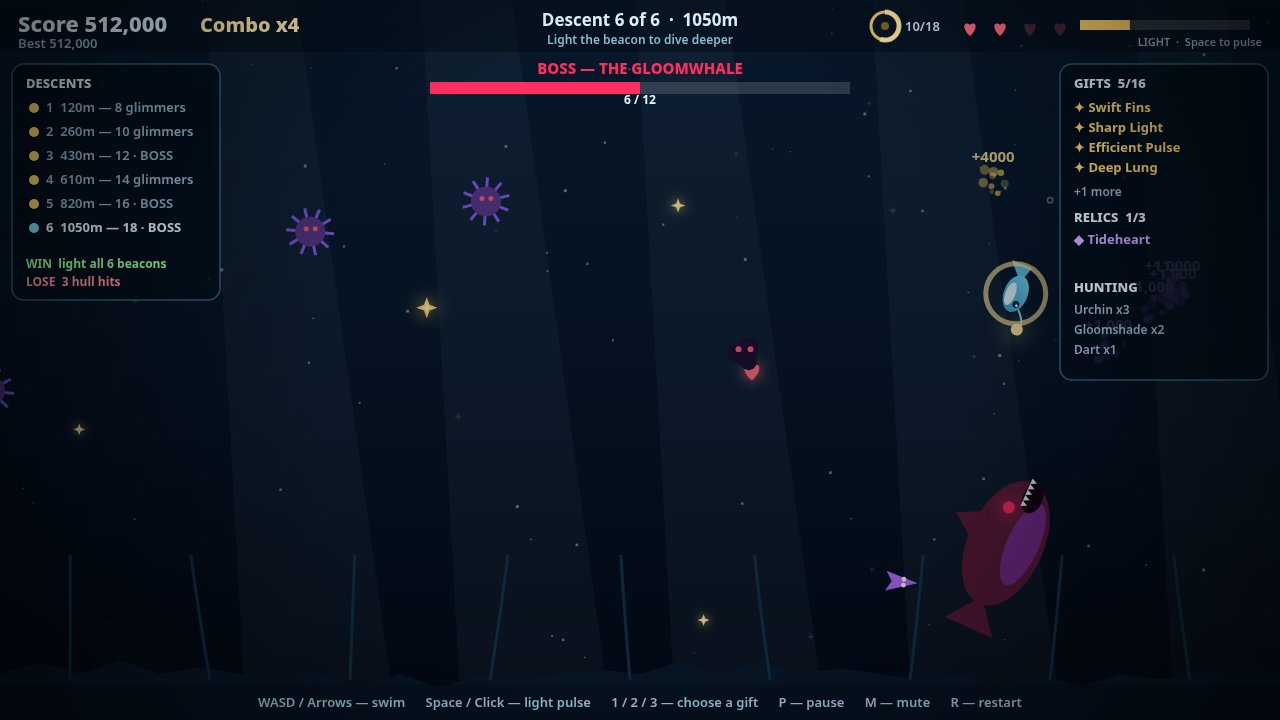 Score 512,000
Combo x4
Best 512,000
Descent 6 of 6 · 1050m
Light the beacon to dive deeper
10/18
LIGHT · Space to pulse
BOSS — THE GLOOMWHALE
6 / 12
DESCENTS
1 120m — 8 glimmers
2 260m — 10 glimmers
3 430m — 12 · BOSS
4 610m — 14 glimmers
5 820m — 16 · BOSS
6 1050m — 18 · BOSS
WIN light all 6 beacons
LOSE 3 hull hits
+4000
GIFTS 5/16
✦ Swift Fins
✦ Sharp Light
✦ Efficient Pulse
✦ Deep Lung
+1 more
RELICS 1/3
◆ Tideheart
HUNTING
Urchin x3
Gloomshade x2
Dart x1
WASD / Arrows — swim
Space / Click — light pulse
1 / 2 / 3 — choose a gift
P — pause
M — mute
R — restart